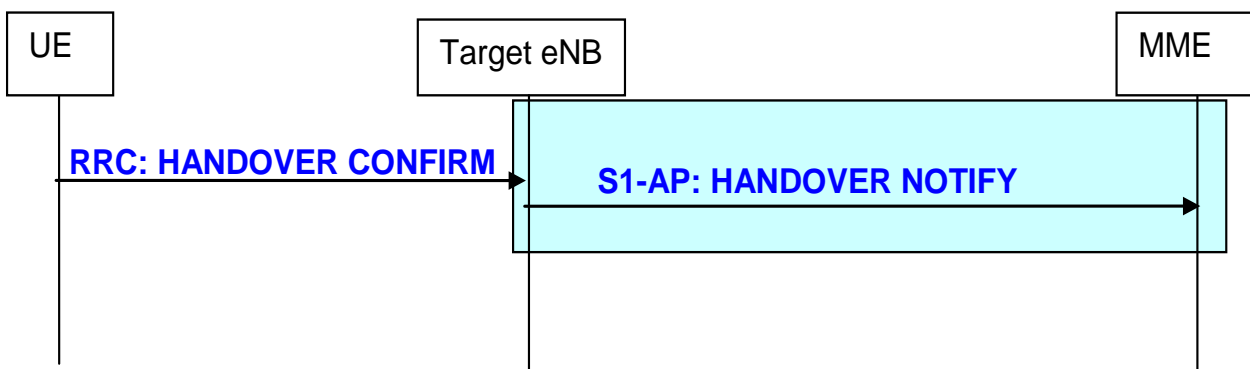 UE
Target eNB
MME
RRC: HANDOVER CONFIRM
S1-AP: HANDOVER NOTIFY